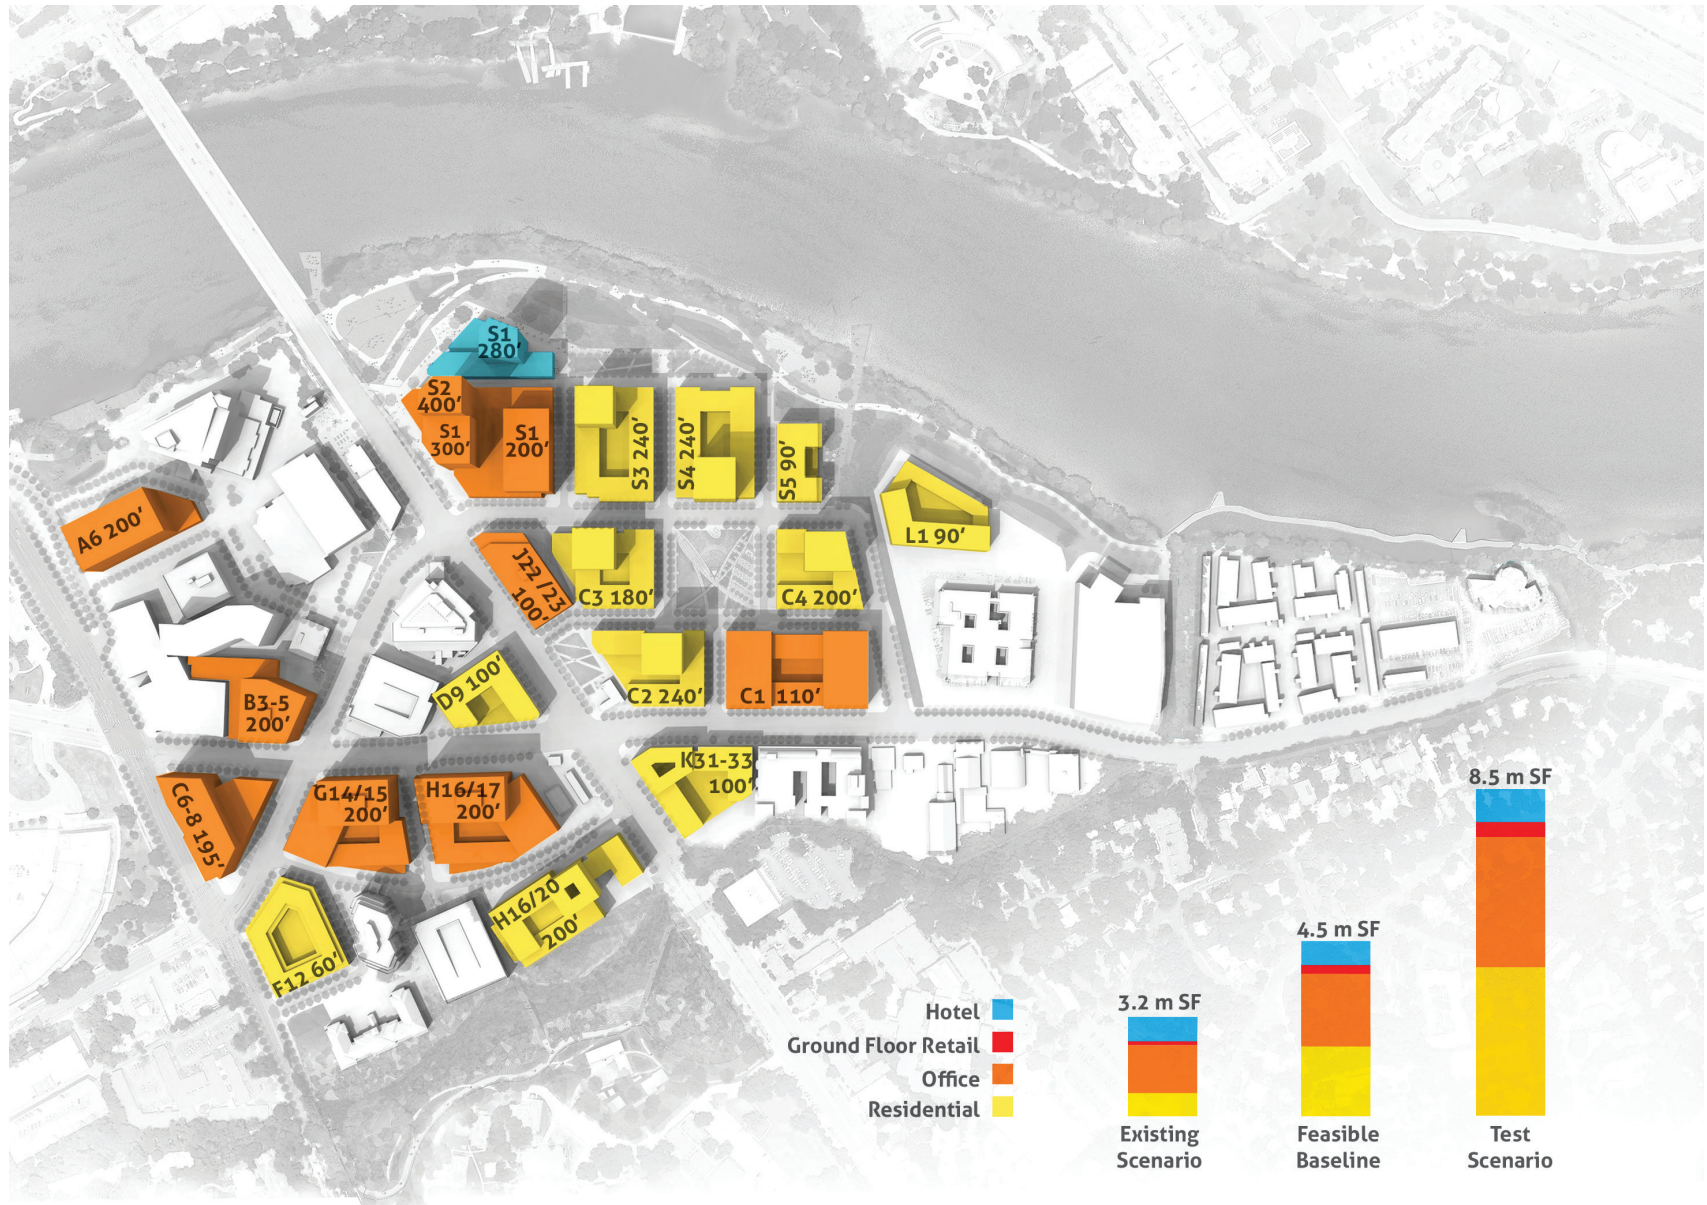 S1
280'
S2
400'
S1
300'
S1
200'
S3 240'
S4 240'
S5 90'
L1 90'
A6 200'
J22 /23
100'
C3 180'
C4 200'
D9 100'
C2 240'
C1 110'
B3-5
200'
K31-33
100'
C6-8 195'
G14/15
200'
H16/17
200'
H16/20
200'
F12 60'
Hotel
Ground Floor Retail
Office
Residential
3.2 m SF
Existing
Scenario
4.5 m SF
Feasible
Baseline
8.5 m SF
Test
Scenario